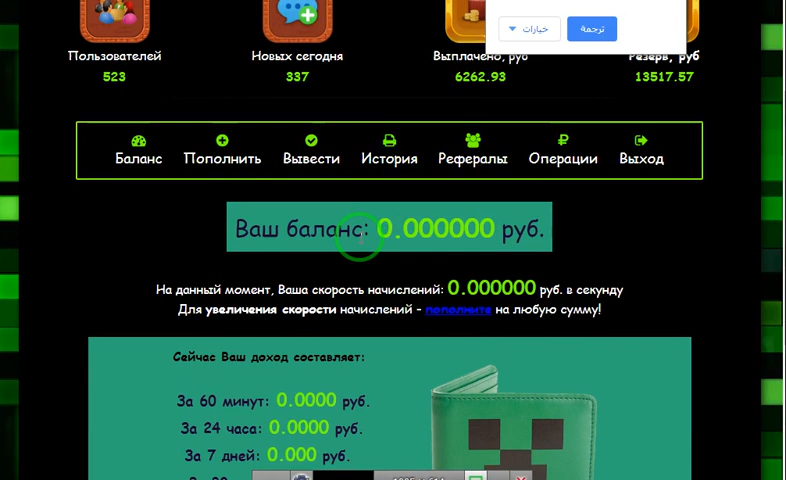 خيارات
ترجمة
Пользователей
Новых сегодня
Выплачено, руб
Резерв, руб
523
337
6262.93
13517.57
Баланс
Пополнить
Вывести
История
Рефералы
Операции
Выход
Ваш баланс: 0.000000 руб.
На данный момент, Ваша скорость начислений: 0.000000 руб. в секунду
Для увеличения скорости начислений - пополните на любую сумму!
Сейчас Ваш доход составляет:
За 60 минут: 0.0000 руб.
За 24 часа: 0.0000 руб.
За 7 дней: 0.000 руб.